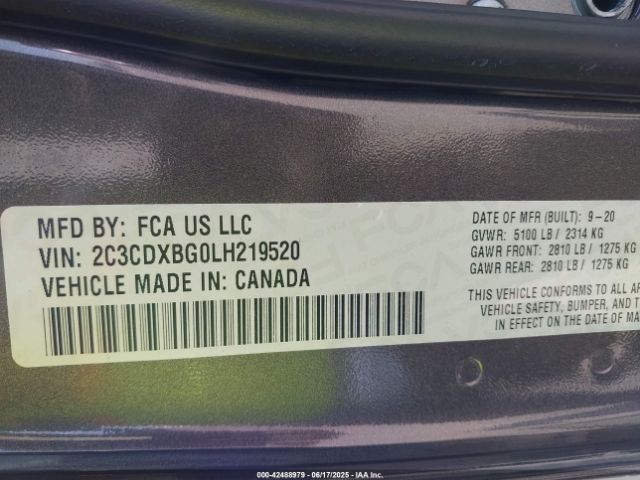 MFD BY: FCA US LLC
VIN: 2C3CDXBG0LH219520
VEHICLE MADE IN: CANADA
DATE OF MFR (BUILT): 9-20
GVWR: 5100 LB / 2314 KG
GAWR FRONT: 2810 LB / 1275 KG
GAWR REAR: 2810 LB / 1275 KG
THIS VEHICLE CONFORMS TO ALL AP
VEHICLE SAFETY, BUMPER, AND T
IN EFFECT ON THE DATE OF MA
000-42488979 - 06/17/2025 - IAA Inc.